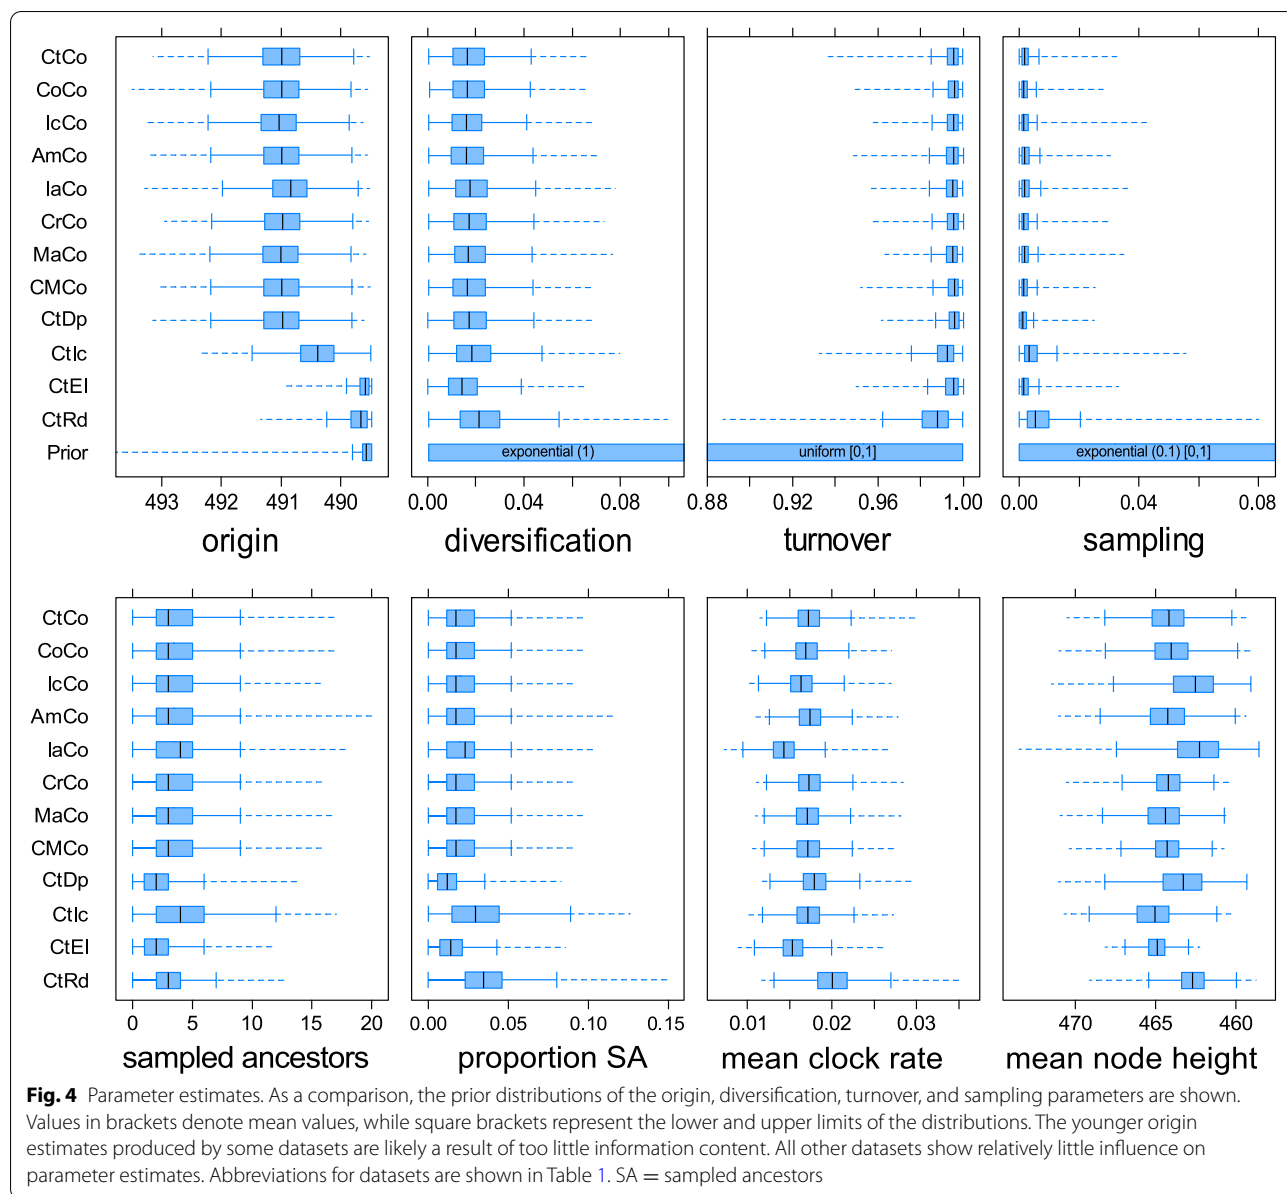 CtCo
CoCo
IcCo
AmCo
IaCo
CrCo
MaCo
CMCo
CtDp
CtIc
CtEl
CtRd
Prior
exponential (1)
uniform [0,1]
exponential (0.1) [0,1]
493 492 491 490
0.00 0.04 0.08
0.88 0.92 0.96 1.00
0.00 0.04 0.08
origin
diversification
turnover
sampling
CtCo
CoCo
IcCo
AmCo
IaCo
CrCo
MaCo
CMCo
CtDp
CtIc
CtEl
CtRd
0 5 10 15 20
0.00 0.05 0.10 0.15
0.01 0.02 0.03
470 465 460
sampled ancestors
proportion SA
mean clock rate
mean node height
Fig. 4 Parameter estimates. As a comparison, the prior distributions of the origin, diversification, turnover, and sampling parameters are shown.
Values in brackets denote mean values, while square brackets represent the lower and upper limits of the distributions. The younger origin
estimates produced by some datasets are likely a result of too little information content. All other datasets show relatively little influence on
parameter estimates. Abbreviations for datasets are shown in Table 1. SA = sampled ancestors